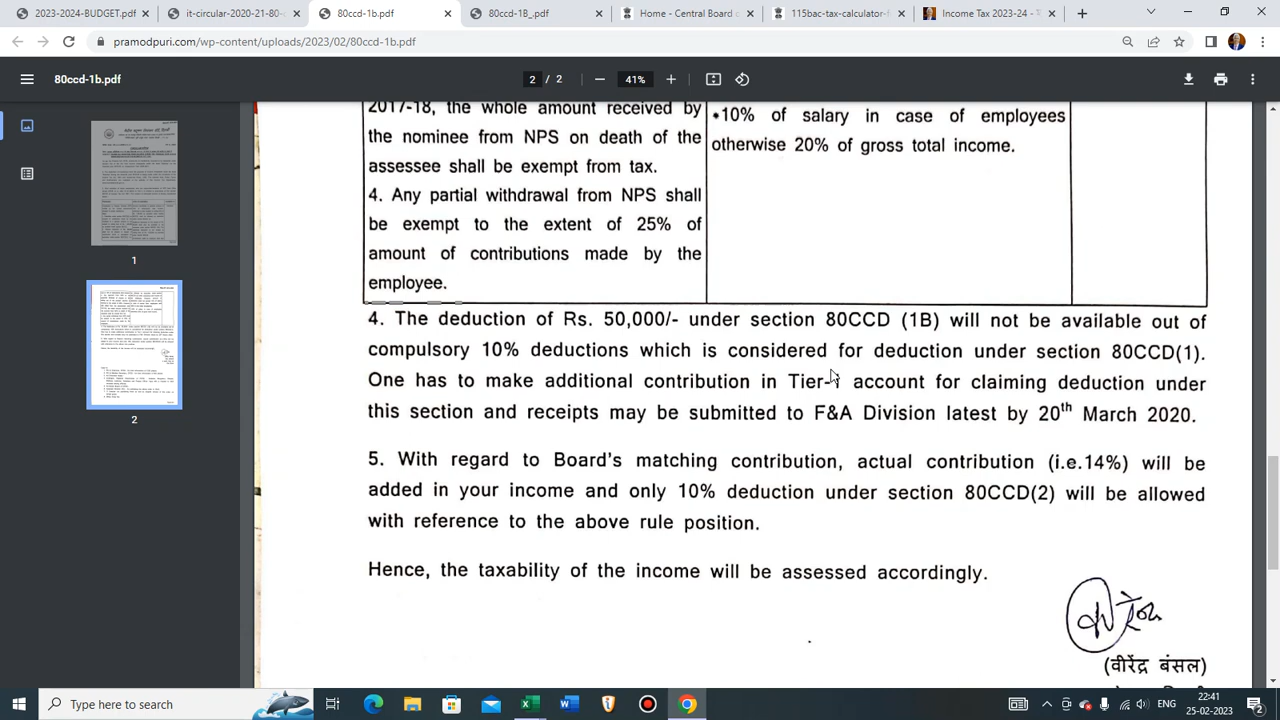 2023-2024-BUDGET.pdf
it-circular-2020-21-80-c
80ccd-1b.pdf
80ccd-1B_.pdf
Home - Central Board o
115bac-tax-calculator-f
Income Tax 2023-24 -
pramodpuri.com/wp-content/uploads/2023/02/80ccd-1b.pdf
80ccd-1b.pdf
2 / 2
41%
1
2
2017-18, the whole amount received by
the nominee from NPS on death of the
assessee shall be exempt from tax.
4. Any partial withdrawal from NPS shall
be exempt to the extent of 25% of
amount of contributions made by the
employee.
•10% of salary in case of employees
otherwise 20% of gross total income.
4. The deduction of Rs. 50,000/- under section 80CCD (1B) will not be available out of
compulsory 10% deductions which is considered for deduction under section 80CCD(1).
One has to make additional contribution in account for claiming deduction under
this section and receipts may be submitted to F&A Division latest by 20th March 2020.
5. With regard to Board's matching contribution, actual contribution (i.e.14%) will be
added in your income and only 10% deduction under section 80CCD(2) will be allowed
with reference to the above rule position.
Hence, the taxability of the income will be assessed accordingly.
(वीरेंद्र बंसल)
Type here to search
ENG
22:41
25-02-2023
2